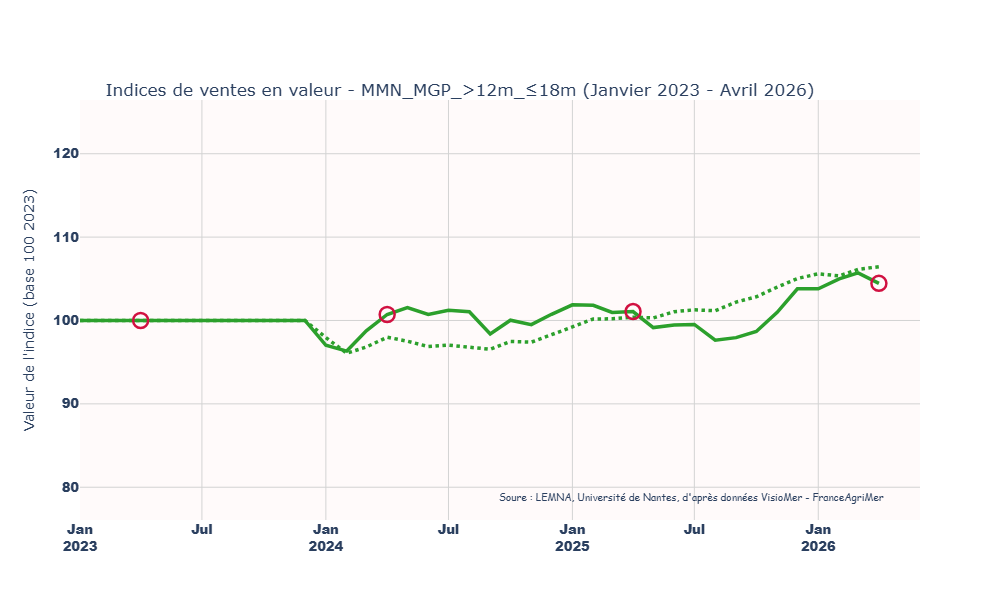 Indices de ventes en valeur - MMN_MGP_>12m_≤18m (Janvier 2023 - Avril 2026)
Valeur de l'indice (base 100 2023)
120
110
100
90
80
Soure : LEMNA, Université de Nantes, d'après données VisioMer - FranceAgriMer
Jan Jul Jan Jul Jan Jul Jan
2023 2024 2025 2026